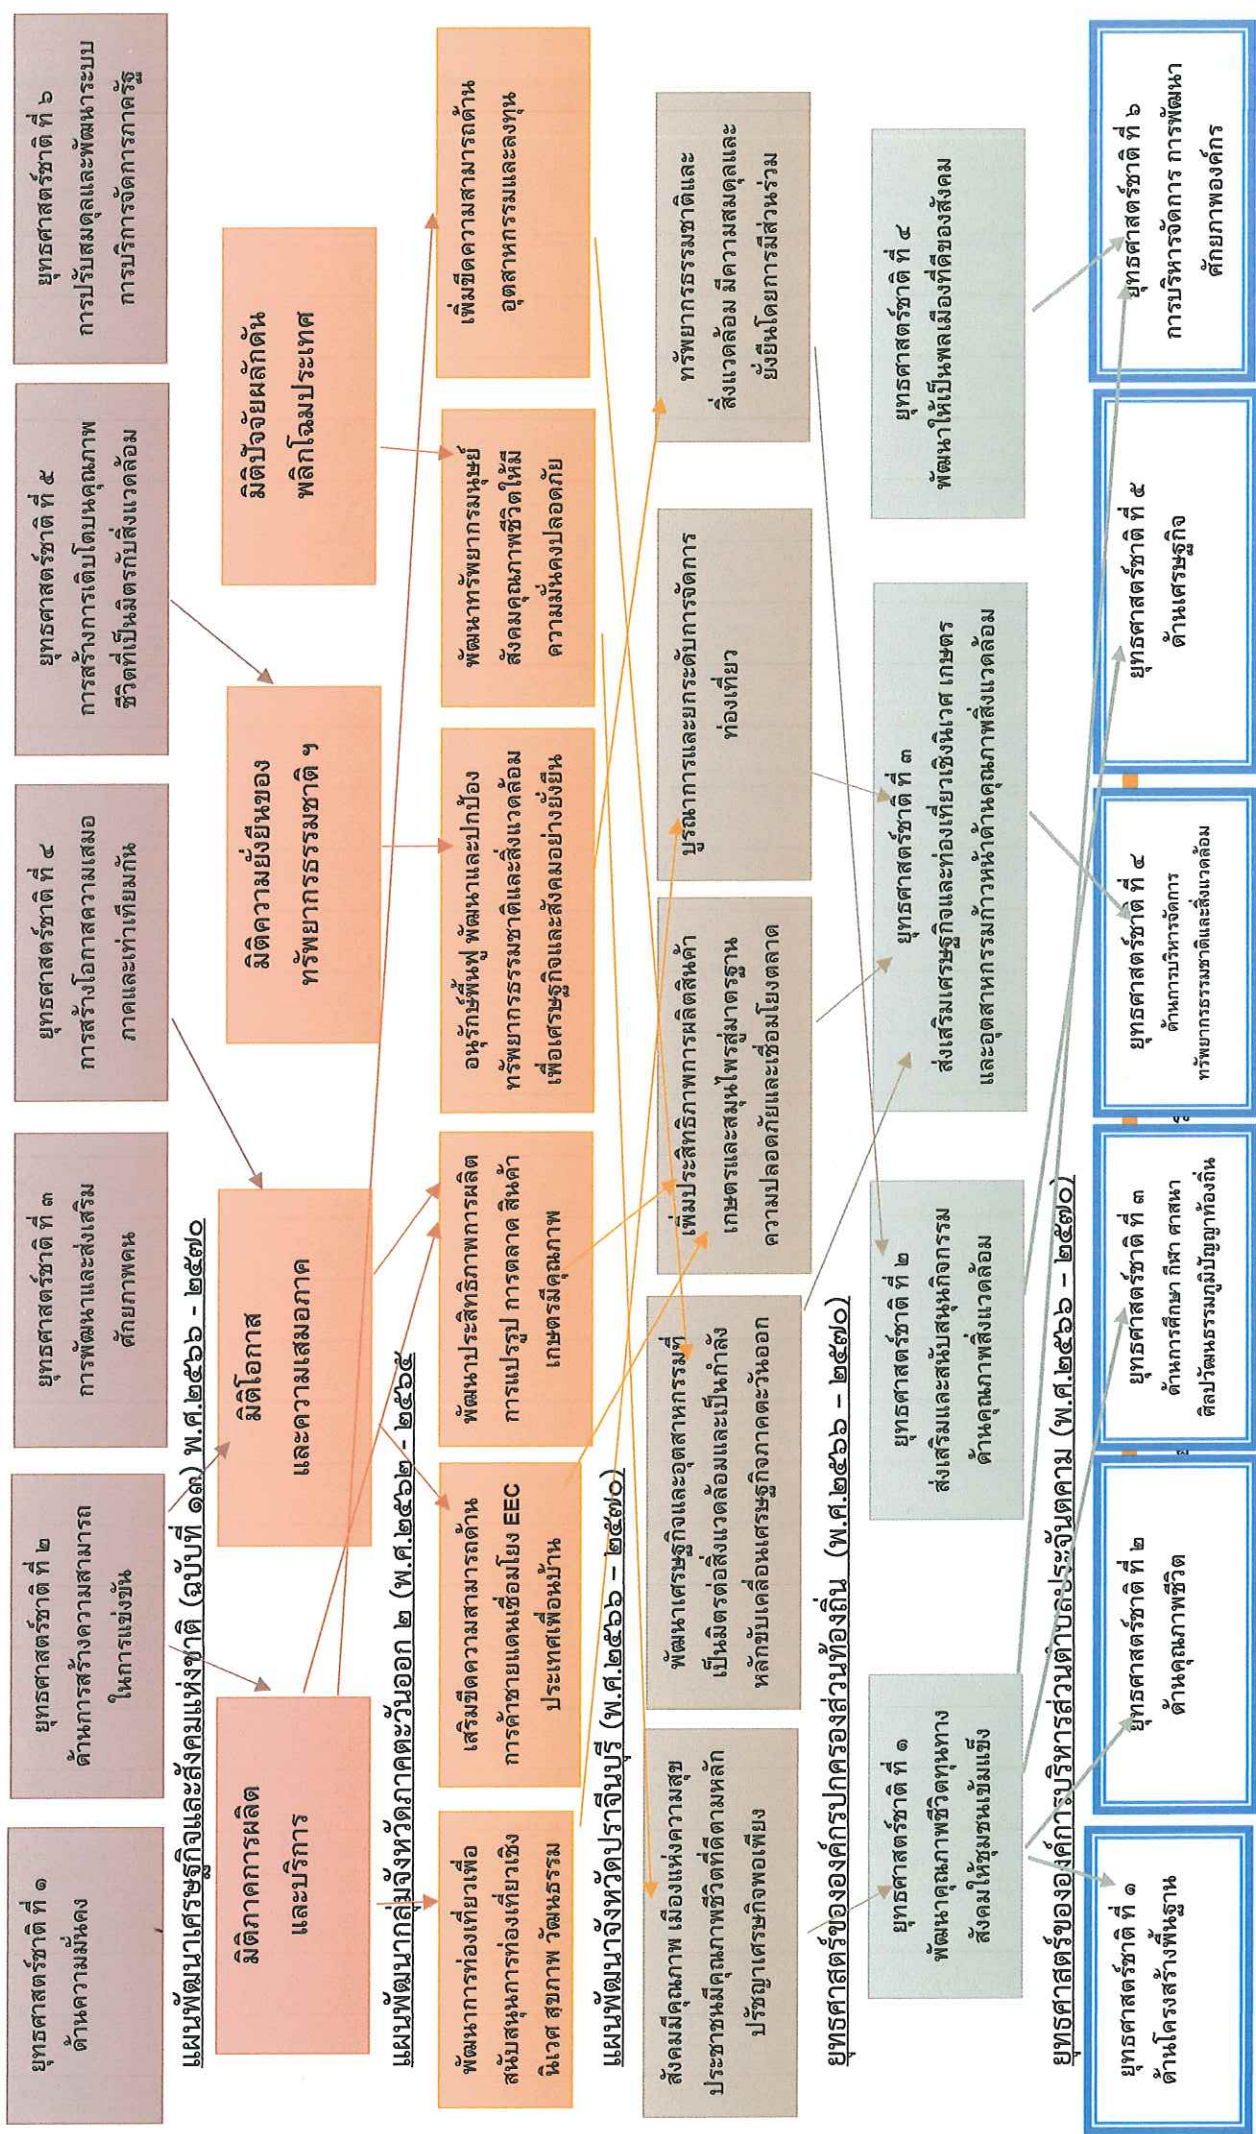 ยุทธศาสตร์ชาติ ที่ ๑
ด้านความมั่นคง
ยุทธศาสตร์ชาติ ที่ ๒
ด้านการสร้างความสามารถ
ในการแข่งขัน
ยุทธศาสตร์ชาติ ที่ ๓
การพัฒนาและส่งเสริม
ศักยภาพคน
ยุทธศาสตร์ชาติ ที่ ๔
การสร้างโอกาสความเสมอ
ภาคและเท่าเทียมกัน
ยุทธศาสตร์ชาติ ที่ ๕
การสร้างการเติบโตบนคุณภาพ
ชีวิตที่เป็นมิตรกับสิ่งแวดล้อม
ยุทธศาสตร์ชาติ ที่ ๖
การปรับสมดุลและพัฒนาระบบ
การบริการจัดการภาครัฐ
แผนพัฒนาเศรษฐกิจและสังคมแห่งชาติ (ฉบับที่ ๑๓) พ.ศ.๒๕๖๖ - ๒๕๗๐
มิติภาคการผลิต
และบริการ
มิติโอกาส
และความเสมอภาค
มิติความยั่งยืนของ
ทรัพยากรธรรมชาติ ฯ
มิติปัจจัยผลักดัน
พลิกโฉมประเทศ
แผนพัฒนากลุ่มจังหวัดภาคตะวันออก ๒ (พ.ศ.๒๕๖๒ - ๒๕๖๕
พัฒนาการท่องเที่ยวเพื่อ
สนับสนุนการท่องเที่ยวเชิง
นิเวศ สุขภาพ วัฒนธรรม
เสริมขีดความสามารถด้าน
การค้าชายแดนเชื่อมโยง EEC
ประเทศเพื่อนบ้าน
พัฒนาประสิทธิภาพการผลิต
การแปรรูป การตลาด สินค้า
เกษตรมีคุณภาพ
อนุรักษ์ฟื้นฟู พัฒนาและปกป้อง
ทรัพยากรธรรมชาติและสิ่งแวดล้อม
เพื่อเศรษฐกิจและสังคมอย่างยั่งยืน
พัฒนาทรัพยากรมนุษย์
สังคมคุณภาพชีวิตให้มี
ความมั่นคงปลอดภัย
เพิ่มขีดความสามารถด้าน
อุตสาหกรรมและลงทุน
แผนพัฒนาจังหวัดปราจีนบุรี (พ.ศ.๒๕๖๖ – ๒๕๗๐)
สังคมมีคุณภาพ เมืองแห่งความสุข
ประชาชนมีคุณภาพชีวิตที่ดีตามหลัก
ปรัชญาเศรษฐกิจพอเพียง
พัฒนาเศรษฐกิจและอุตสาหกรรมที่
เป็นมิตรต่อสิ่งแวดล้อมและเป็นกำลัง
หลักขับเคลื่อนเศรษฐกิจภาคตะวันออก
เพิ่มประสิทธิภาพการผลิตสินค้า
เกษตรและสมุนไพรสู่มาตรฐาน
ความปลอดภัยและเชื่อมโยงตลาด
บูรณาการและยกระดับการจัดการ
ท่องเที่ยว
ทรัพยากรธรรมชาติและ
สิ่งแวดล้อม มีความสมดุลและ
ยั่งยืนโดยการมีส่วนร่วม
ยุทธศาสตร์ขององค์กรปกครองส่วนท้องถิ่น (พ.ศ.๒๕๖๖ – ๒๕๗๐)
ยุทธศาสตร์ชาติ ที่ ๑
พัฒนาคุณภาพชีวิตทุนทาง
สังคมให้ชุมชนเข้มแข็ง
ยุทธศาสตร์ชาติ ที่ ๒
ส่งเสริมและสนับสนุนกิจกรรม
ด้านคุณภาพสิ่งแวดล้อม
ยุทธศาสตร์ชาติ ที่ ๓
ส่งเสริมเศรษฐกิจและท่องเที่ยวเชิงนิเวศ เกษตร
และอุตสาหกรรมก้าวหน้าด้านคุณภาพสิ่งแวดล้อม
ยุทธศาสตร์ชาติ ที่ ๔
พัฒนาให้เป็นพลเมืองที่ดีของสังคม
ยุทธศาสตร์ขององค์การบริหารส่วนตำบลประจันตคาม (พ.ศ.๒๕๖๖ – ๒๕๗๐)
ยุทธศาสตร์ชาติ ที่ ๑
ด้านโครงสร้างพื้นฐาน
ยุทธศาสตร์ชาติ ที่ ๒
ด้านคุณภาพชีวิต
ยุทธศาสตร์ชาติ ที่ ๓
ด้านการศึกษา กีฬา ศาสนา
ศิลปวัฒนธรรมภูมิปัญญาท้องถิ่น
ยุทธศาสตร์ชาติ ที่ ๔
ด้านการบริหารจัดการ
ทรัพยากรธรรมชาติและสิ่งแวดล้อม
ยุทธศาสตร์ชาติ ที่ ๕
ด้านเศรษฐกิจ
ยุทธศาสตร์ชาติ ที่ ๖
การบริหารจัดการ การพัฒนา
ศักยภาพองค์กร